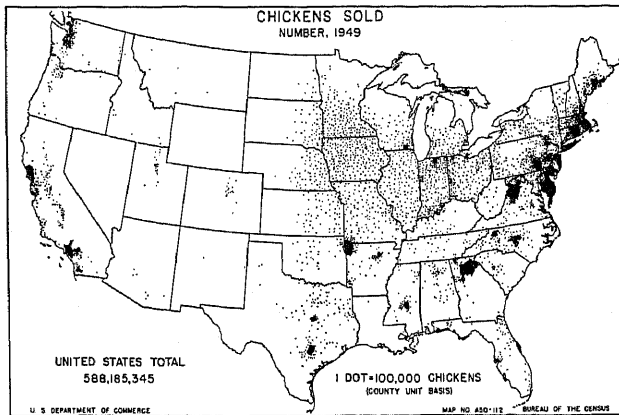 CHICKENS SOLD
NUMBER, 1949
UNITED STATES TOTAL
588,185,345
1 DOT=100,000 CHICKENS
(COUNTY UNIT BASIS)
U. S DEPARTMENT OF COMMERCE
MAP NO. A50-112
BUREAU OF THE CENSUS